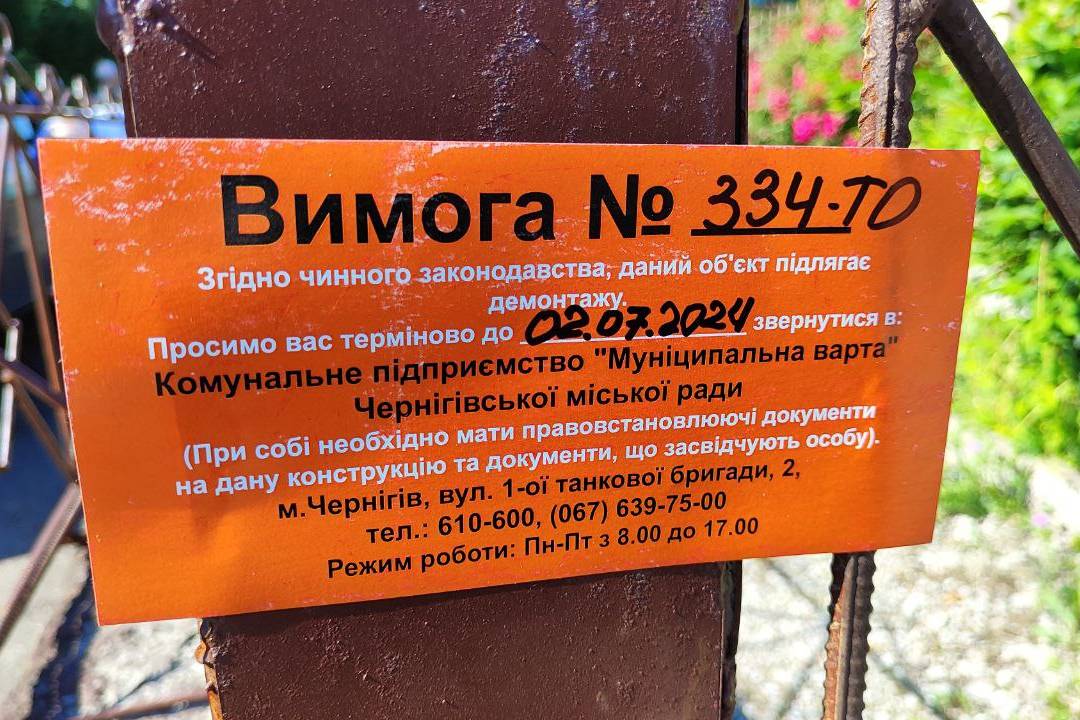 Вимога № 334-ТО
Згідно чинного законодавства, даний об'єкт підлягає
демонтажу.
Просимо вас терміново до 02.07.2024 звернутися в:
Комунальне підприємство "Муніципальна варта"
Чернігівської міської ради
(При собі необхідно мати правовстановлюючі документи
на дану конструкцію та документи, що засвідчують особу).
м.Чернігів, вул. 1-ої танкової бригади, 2,
тел.: 610-600, (067) 639-75-00
Режим роботи: Пн-Пт з 8.00 до 17.00